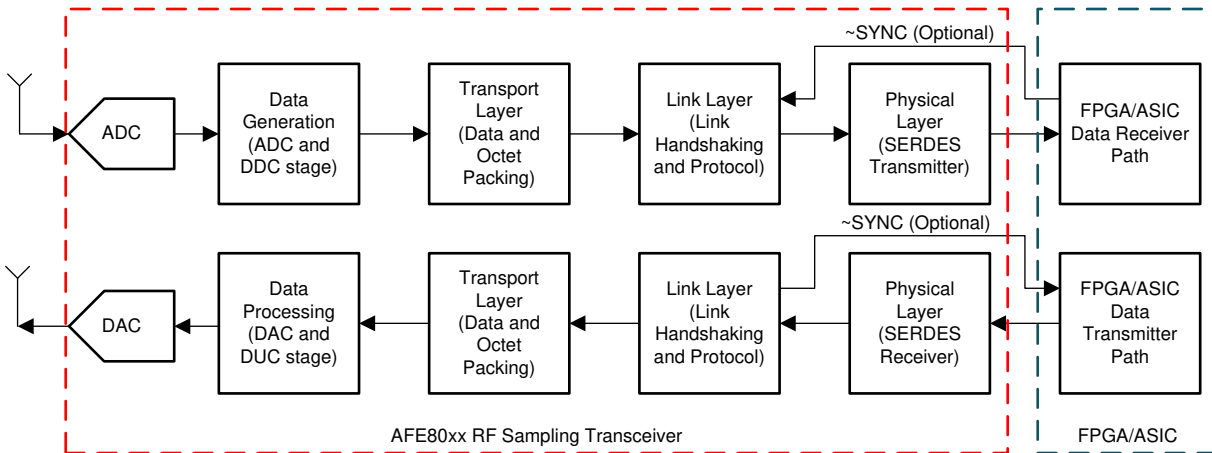 ~SYNC (Optional)
ADC
Data
Generation
(ADC and
DDC stage)
Transport
Layer
(Data and
Octet
Packing)
Link Layer
(Link
Handshaking
and Protocol)
Physical
Layer
(SERDES
Transmitter)
FPGA/ASIC
Data Receiver
Path
~SYNC (Optional)
DAC
Data
Processing
(DAC and
DUC stage)
Transport
Layer
(Data and
Octet
Packing)
Link Layer
(Link
Handshaking
and Protocol)
Physical
Layer
(SERDES
Receiver)
FPGA/ASIC
Data
Transmitter
Path
AFE80xx RF Sampling Transceiver
FPGA/ASIC